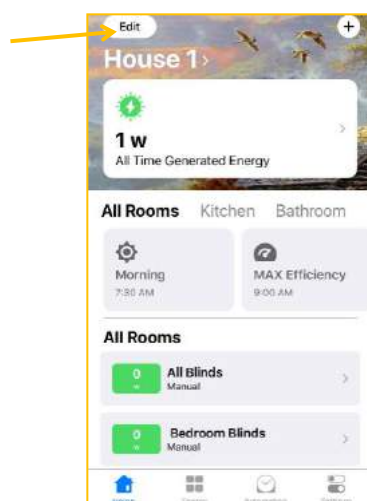 Edit +
House 1 >
1 w
All Time Generated Energy
All Rooms Kitchen Bathroom
Morning
7:30 AM
MAX Efficiency
9:00 AM
All Rooms
0
w
All Blinds
Manual
0
w
Bedroom Blinds
Manual